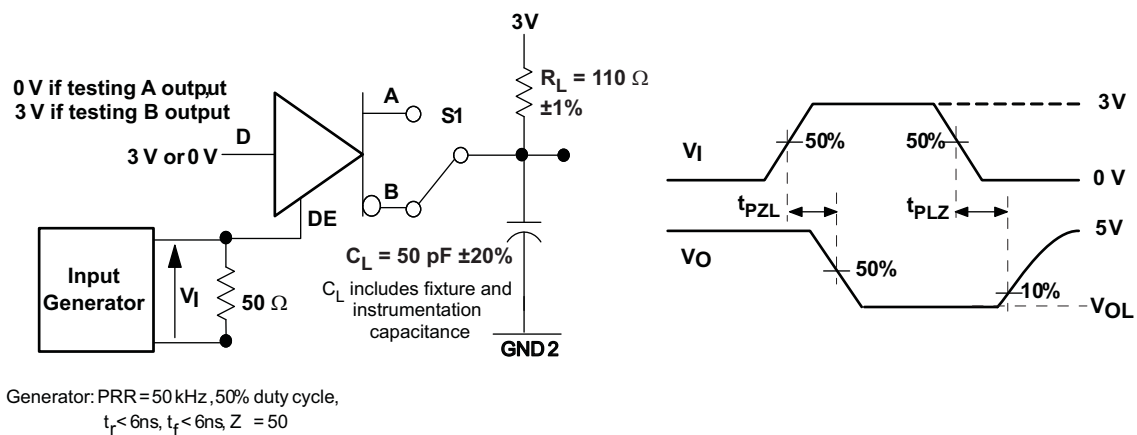 3V
R_L = 110 Ω
±1%
0 V if testing A output
3 V if testing B output
D
3 V or 0 V
A
S1
B
DE
Input
Generator
V_I
50 Ω
C_L = 50 pF ±20%
C_L includes fixture and
instrumentation
capacitance
GND 2
Generator: PRR = 50 kHz, 50% duty cycle,
t_r < 6ns, t_f < 6ns, Z = 50
3V
V_I
50%
50%
0 V
t_PZL
t_PLZ
5V
V_O
50%
10%
V_OL